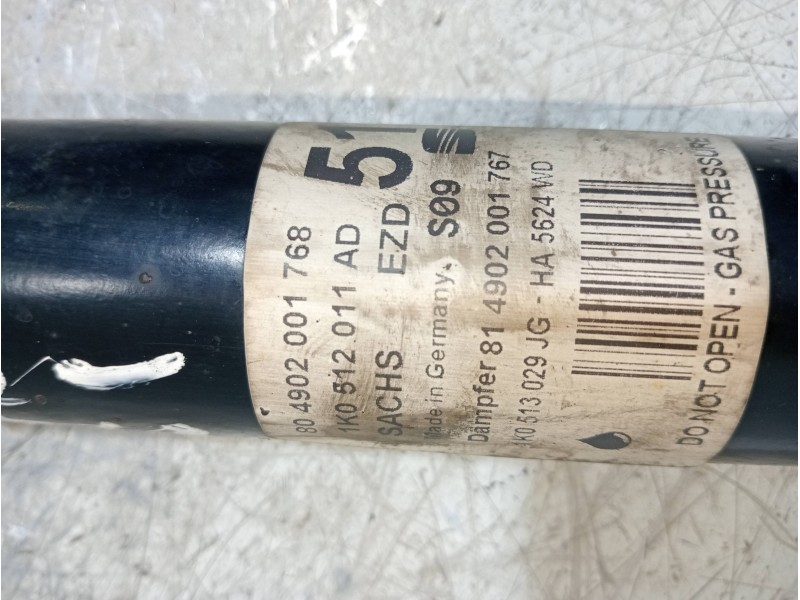 80 4902 001 768
1K0 512 011 AD
SACHS EZD 51
Made in Germany S09
Dämpfer 81 4902 001 767
1K0 513 029 JG - HA 5624 WD
DO NOT OPEN - GAS PRESSURE